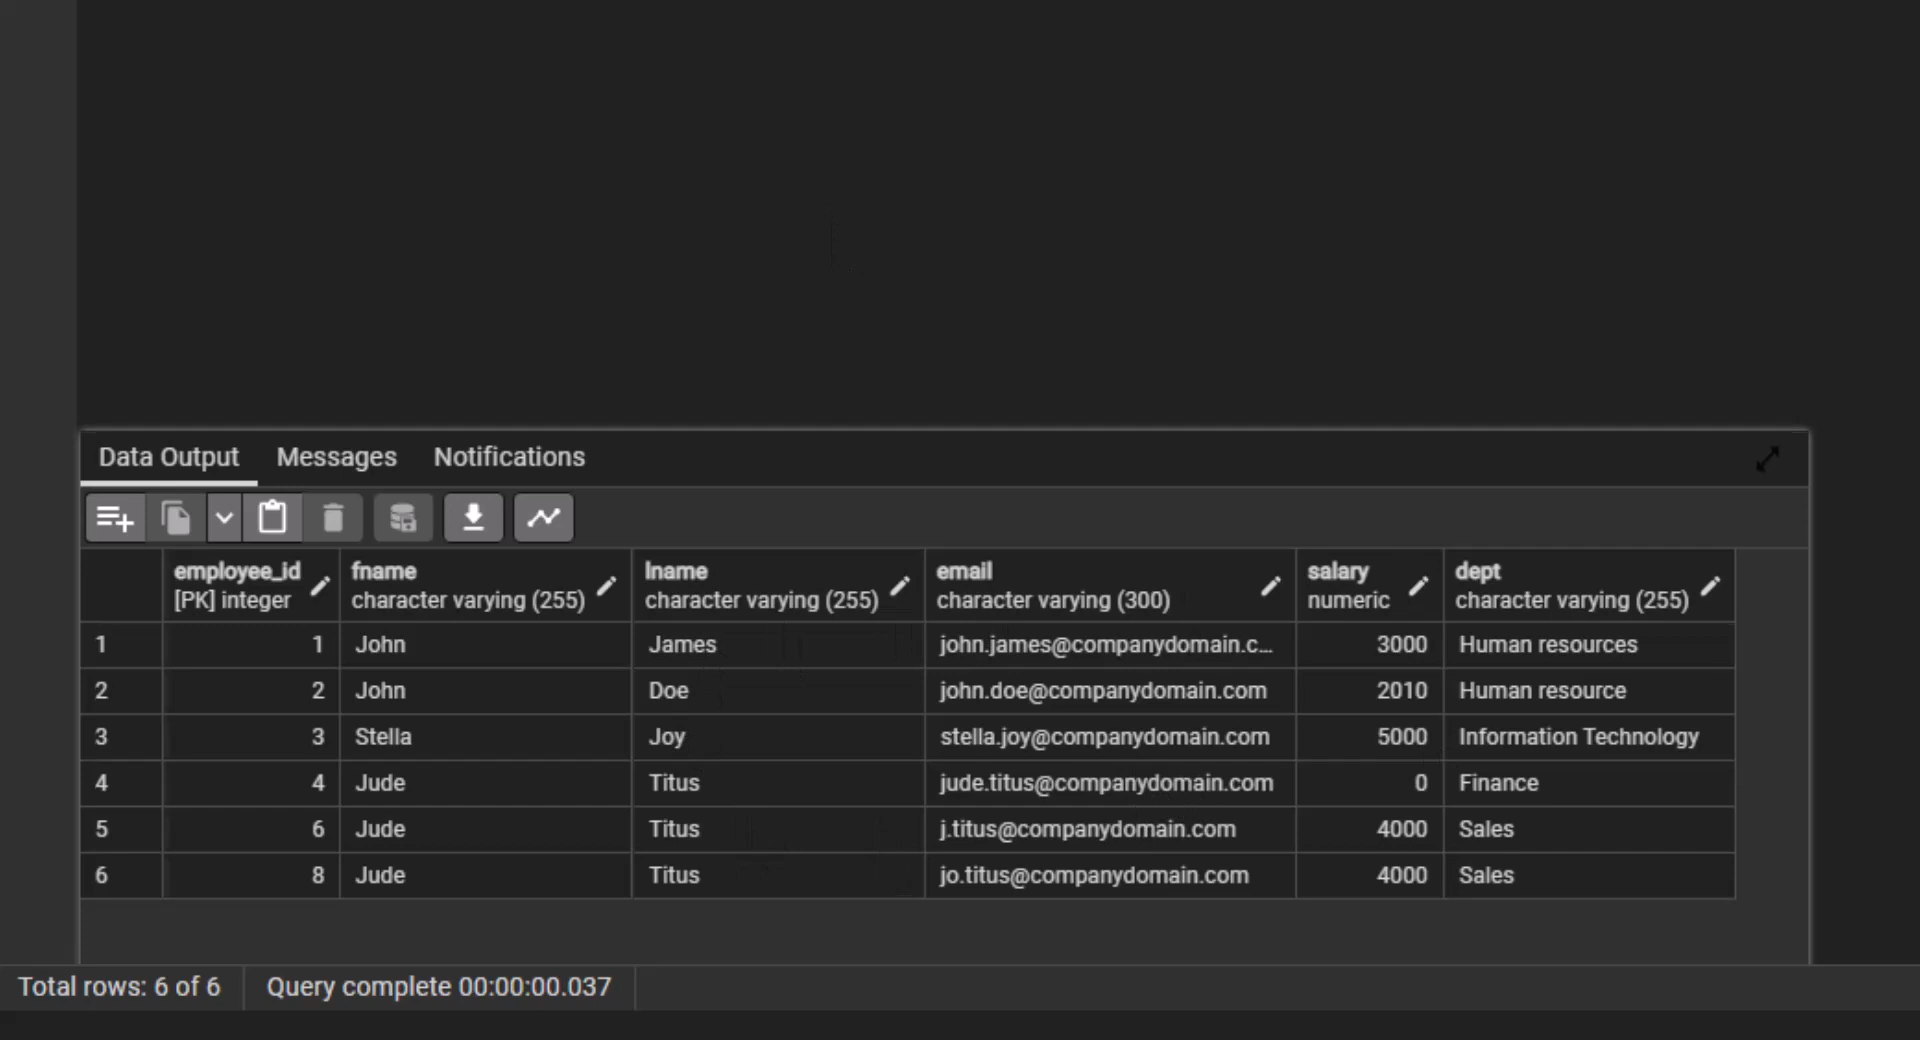 Data Output Messages Notifications
employee_id fname lname email salary dept
[PK] integer character varying (255) character varying (255) character varying (300) numeric character varying (255)
1 1 John James john.james@companydomain.c... 3000 Human resources
2 2 John Doe john.doe@companydomain.com 2010 Human resource
3 3 Stella Joy stella.joy@companydomain.com 5000 Information Technology
4 4 Jude Titus jude.titus@companydomain.com 0 Finance
5 6 Jude Titus j.titus@companydomain.com 4000 Sales
6 8 Jude Titus jo.titus@companydomain.com 4000 Sales
Total rows: 6 of 6 Query complete 00:00:00.037